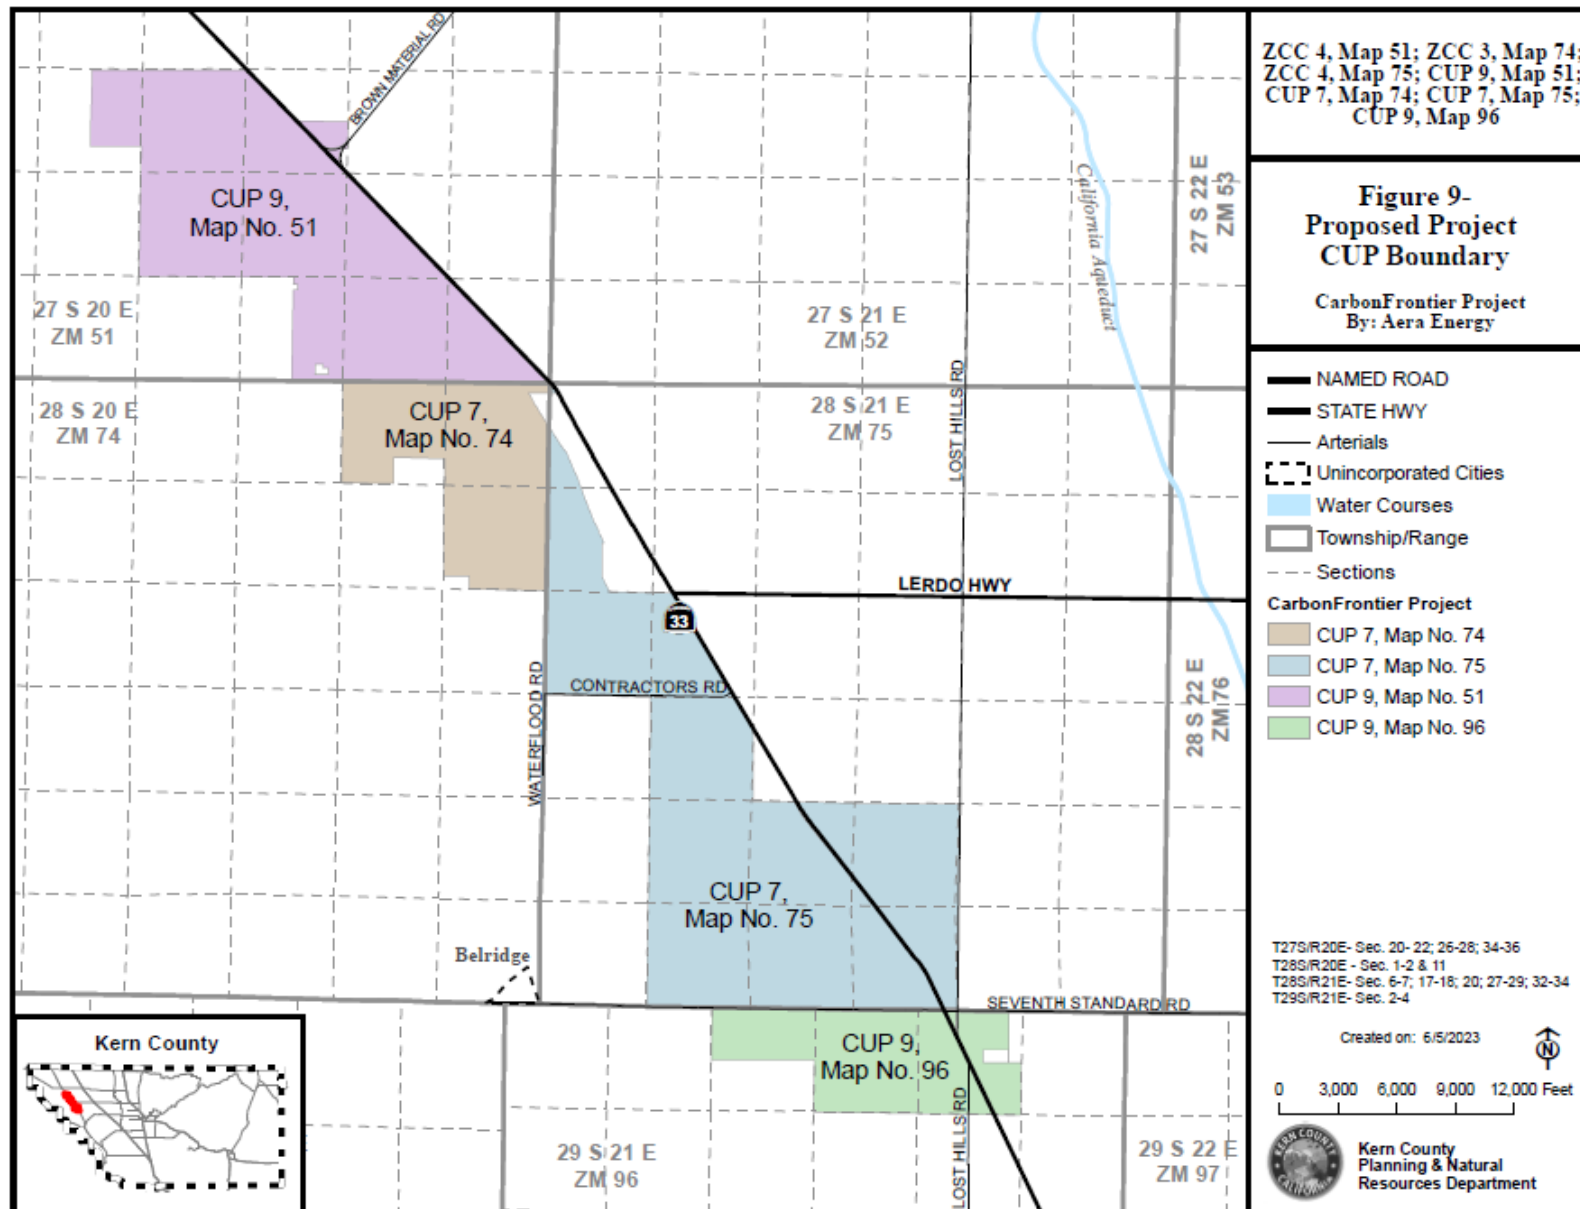 BROWN MATERIAL RD
CUP 9,
Map No. 51
27 S 20 E
ZM 51
27 S 21 E
ZM 52
27 S 22 E
ZM 53
California Aqueduct
28 S 20 E
ZM 74
CUP 7,
Map No. 74
28 S 21 E
ZM 75
LOST HILLS RD
LERDO HWY
33
CONTRACTORS RD
WATERFLOOD RD
28 S 22 E
ZM 76
CUP 7,
Map No. 75
Belridge
SEVENTH STANDARD RD
CUP 9,
Map No. 96
LOST HILLS RD
29 S 21 E
ZM 96
29 S 22 E
ZM 97
Kern County
ZCC 4, Map 51; ZCC 3, Map 74;
ZCC 4, Map 75; CUP 9, Map 51;
CUP 7, Map 74; CUP 7, Map 75;
CUP 9, Map 96
Figure 9-
Proposed Project
CUP Boundary
CarbonFrontier Project
By: Aera Energy
NAMED ROAD
STATE HWY
Arterials
Unincorporated Cities
Water Courses
Township/Range
Sections
CarbonFrontier Project
CUP 7, Map No. 74
CUP 7, Map No. 75
CUP 9, Map No. 51
CUP 9, Map No. 96
T27S/R20E- Sec. 20- 22; 26-28; 34-36
T28S/R20E - Sec. 1-2 & 11
T28S/R21E- Sec. 6-7; 17-18; 20; 27-29; 32-34
T29S/R21E- Sec. 2-4
Created on: 6/5/2023
N
0 3,000 6,000 9,000 12,000 Feet
KERN COUNTY
CALIFORNIA
Kern County
Planning & Natural
Resources Department